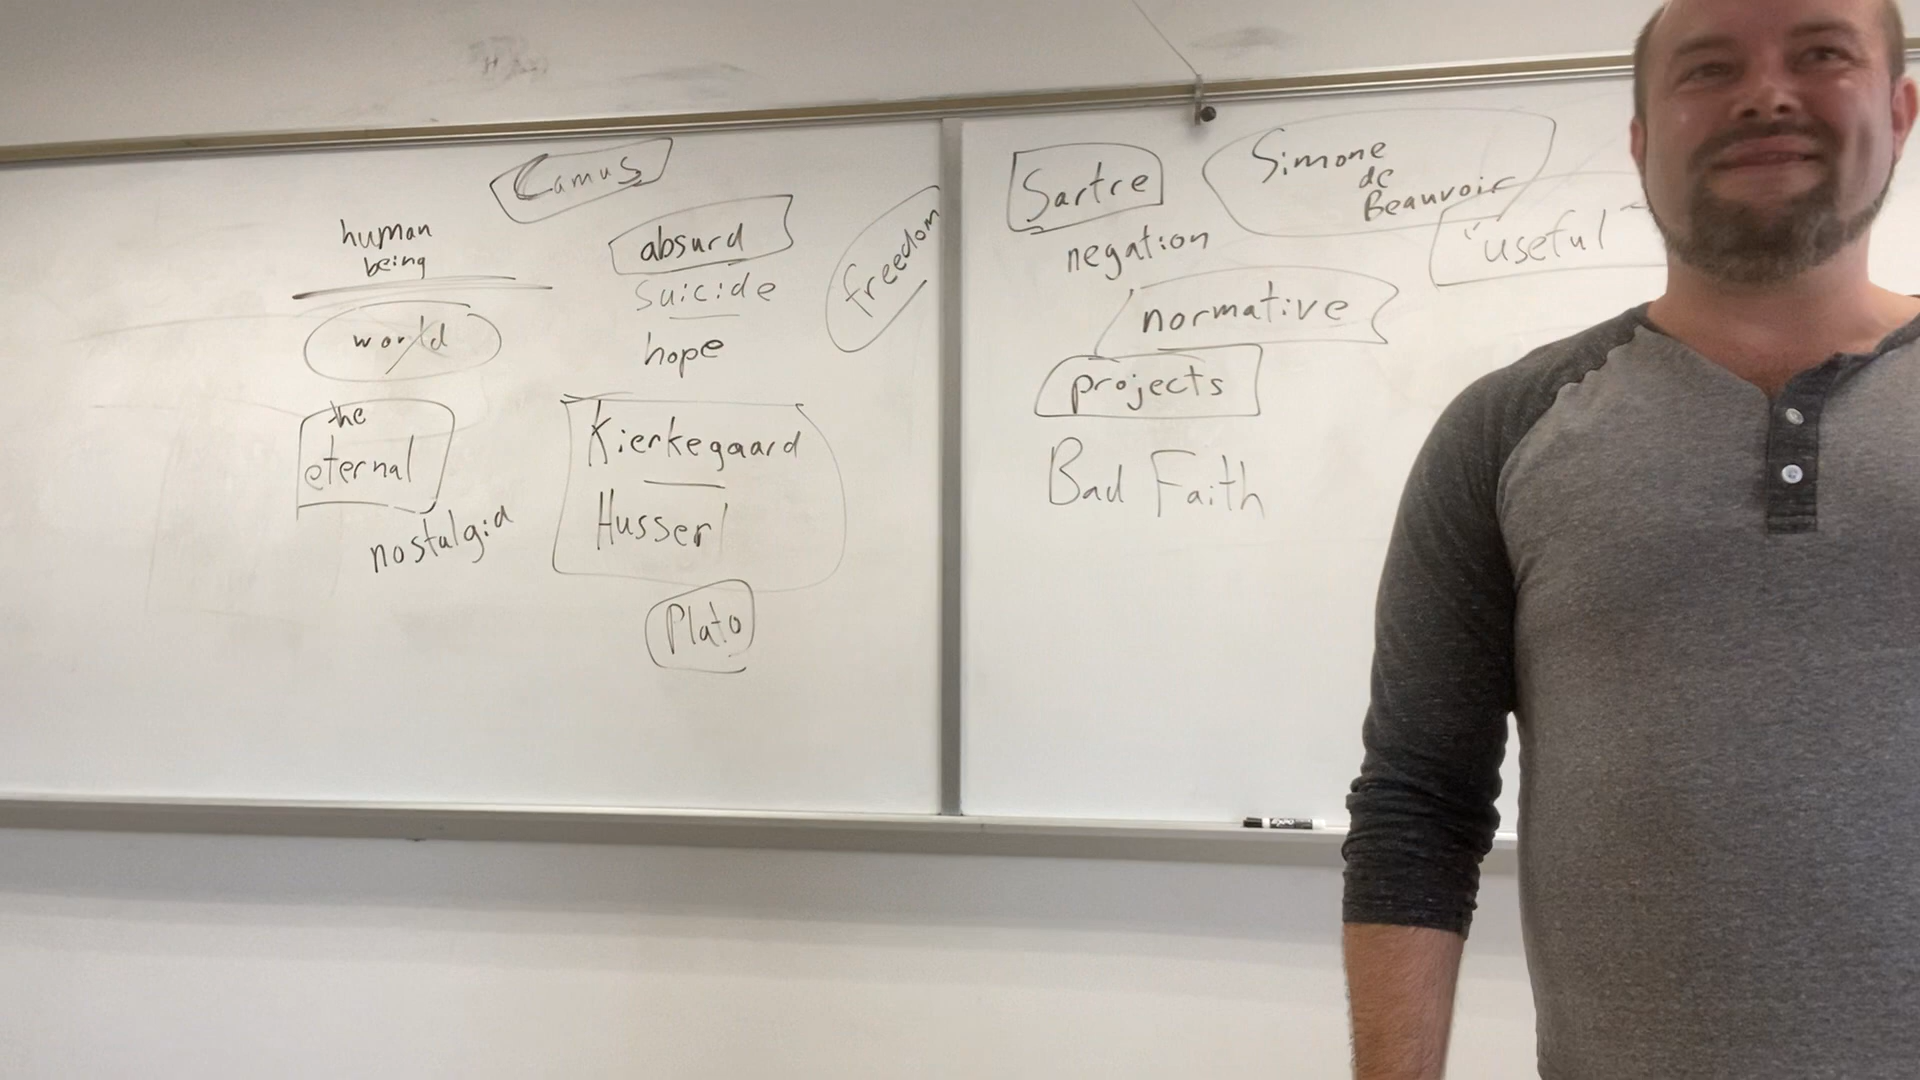 Camus
human
being
world
the
eternal
nostalgia
absurd
suicide
hope
Kierkegaard
Husserl
Plato
freedom
Sartre
negation
normative
projects
Bad Faith
Simone
de
Beauvoir
"useful"
EXPO